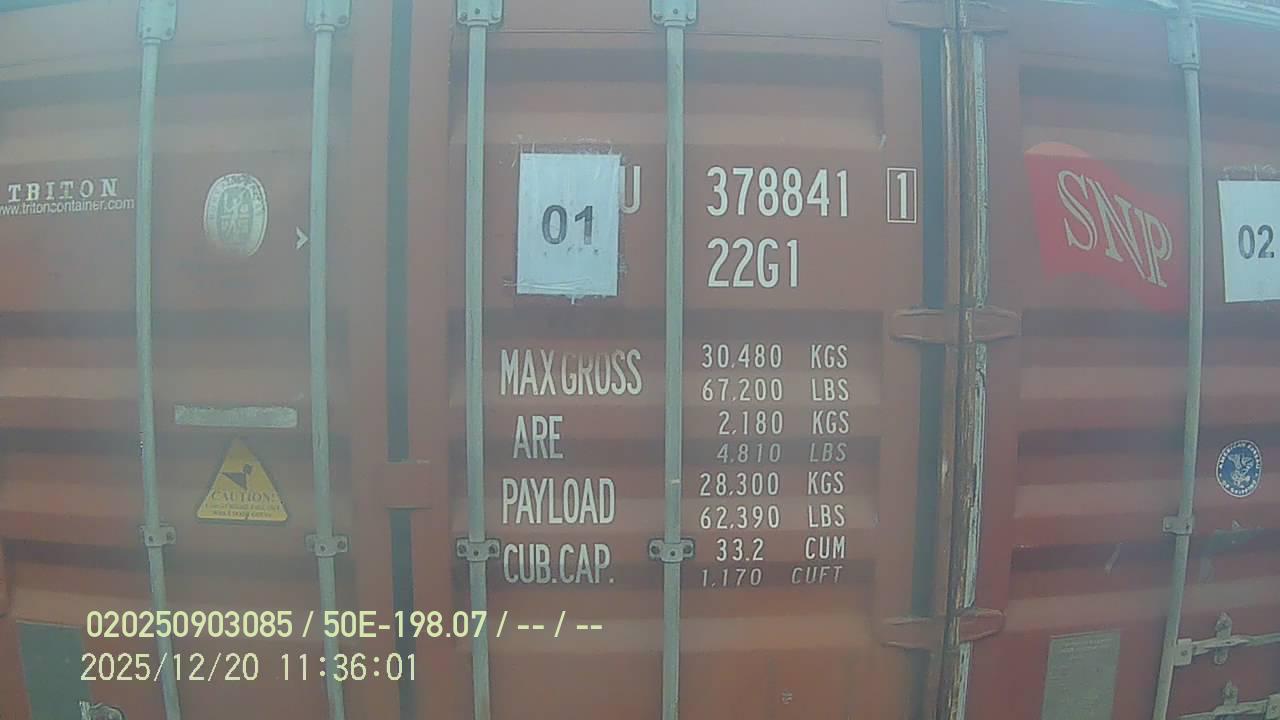 TRITON
www.tritoncontainer.com
01
U 378841 1
22G1
MAX GROSS 30,480 KGS
67,200 LBS
ARE 2,180 KGS
4,810 LBS
PAYLOAD 28,300 KGS
62,390 LBS
CUB.CAP. 33.2 CUM
1,170 CUFT
CAUTION!
SNP
02
020250903085 / 50E-198.07 / -- / --
2025/12/20 11:36:01